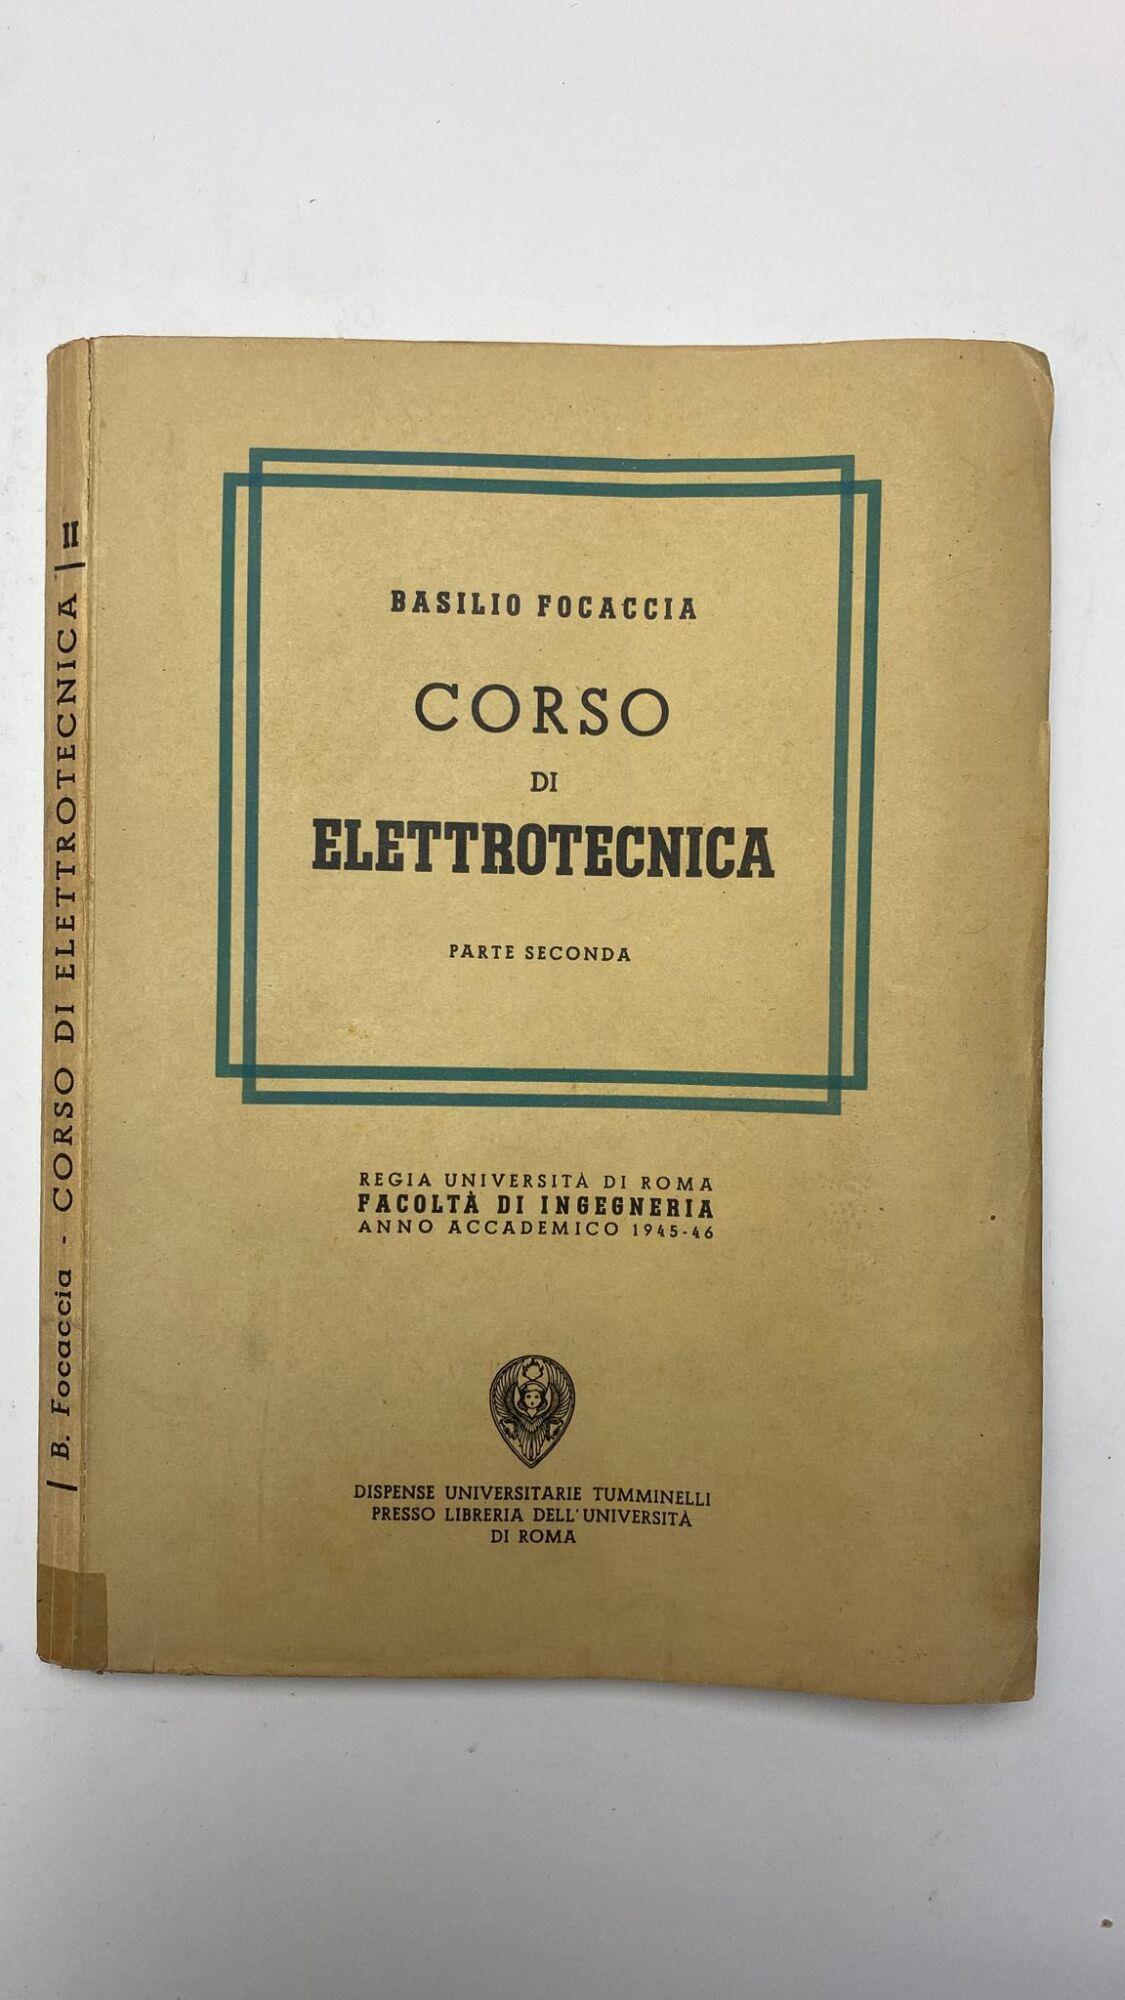 B. Focaccia - CORSO DI ELETTROTECNICA II
BASILIO FOCACCIA
CORSO
DI
ELETTROTECNICA
PARTE SECONDA
REGIA UNIVERSITÀ DI ROMA
FACOLTÀ DI INGEGNERIA
ANNO ACCADEMICO 1945-46
DISPENSE UNIVERSITARIE TUMMINELLI
PRESSO LIBRERIA DELL'UNIVERSITÀ
DI ROMA